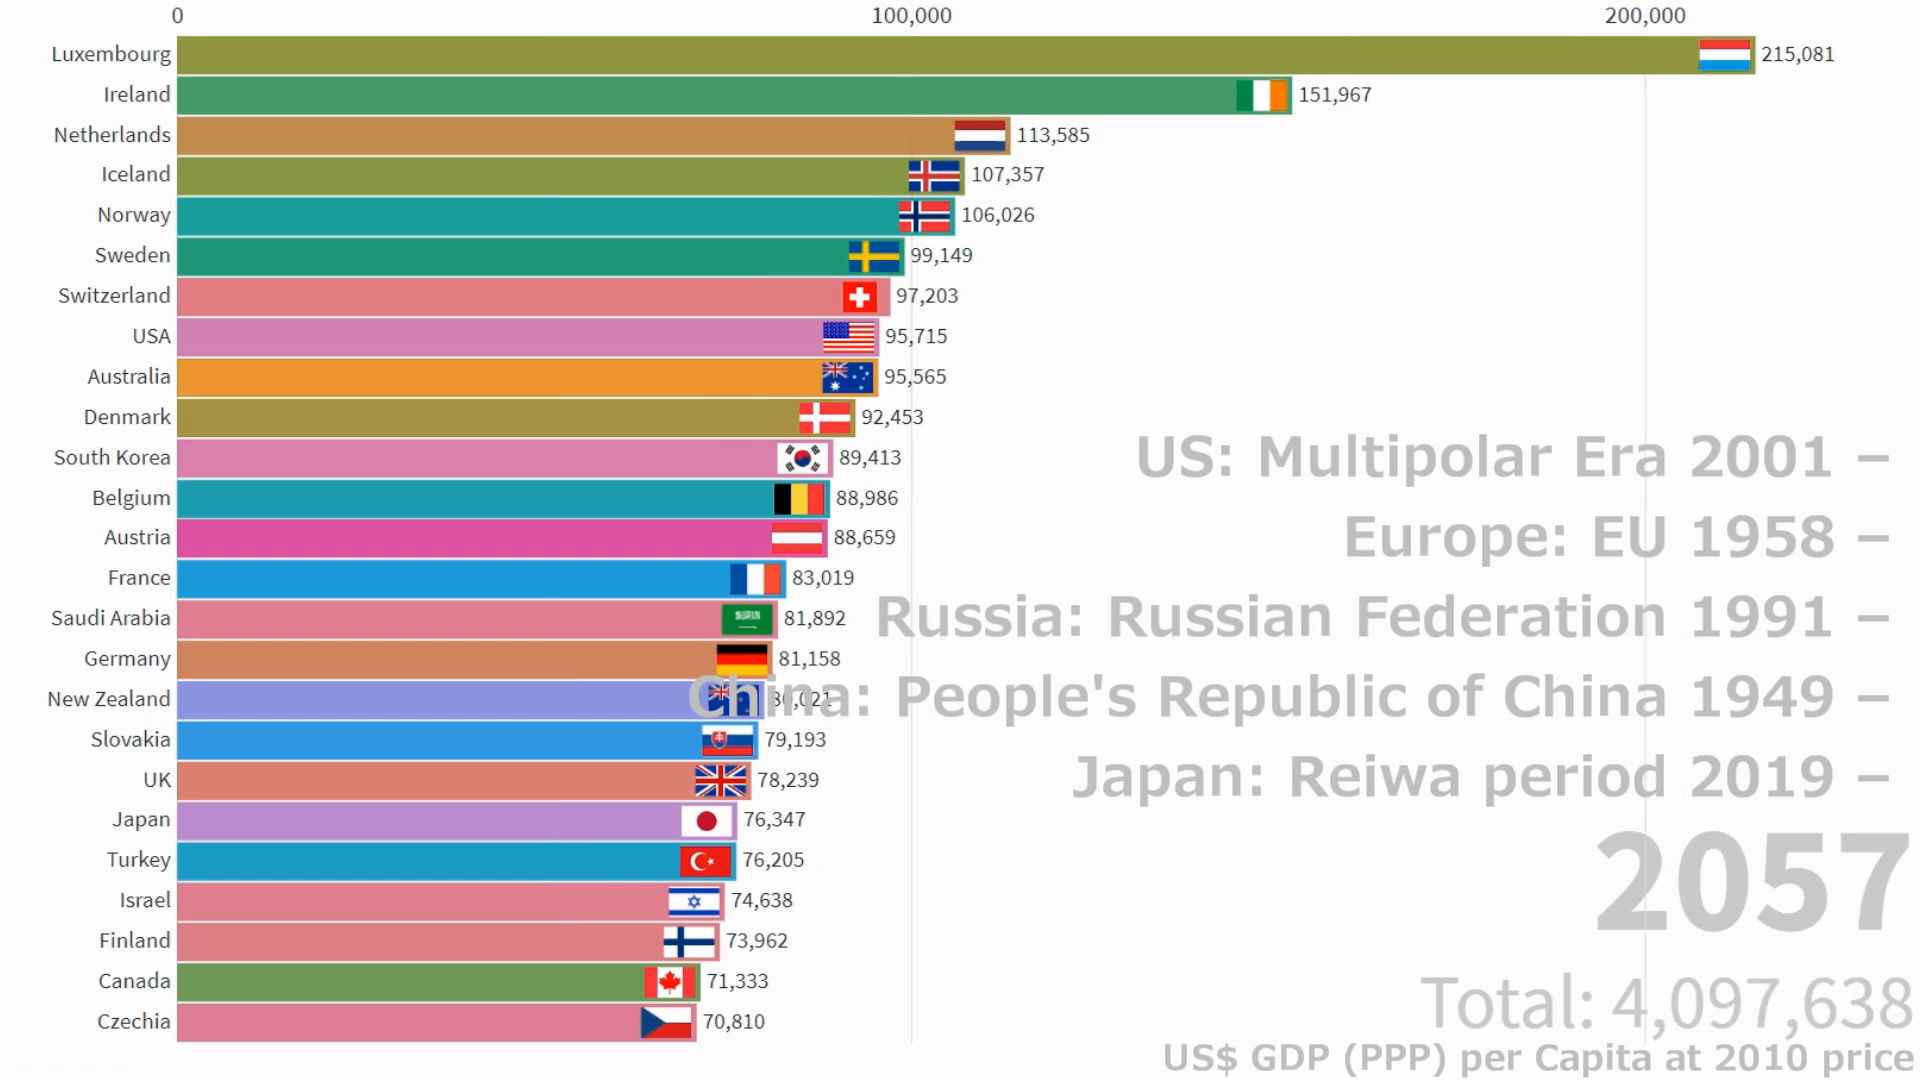 0 100,000 200,000
Luxembourg 215,081
Ireland 151,967
Netherlands 113,585
Iceland 107,357
Norway 106,026
Sweden 99,149
Switzerland 97,203
USA 95,715
Australia 95,565
Denmark 92,453
South Korea 89,413
US: Multipolar Era 2001 –
Belgium 88,986
Austria 88,659
Europe: EU 1958 –
France 83,019
Saudi Arabia 81,892
Russia: Russian Federation 1991 –
Germany 81,158
New Zealand 80,021
China: People's Republic of China 1949 –
Slovakia 79,193
UK 78,239
Japan: Reiwa period 2019 –
Japan 76,347
Turkey 76,205
2057
Israel 74,638
Finland 73,962
Canada 71,333
Total: 4,097,638
Czechia 70,810
US$ GDP (PPP) per Capita at 2010 price